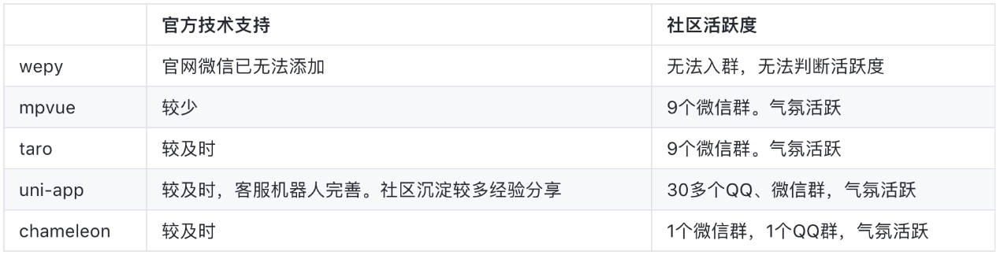 官方技术支持 社区活跃度
wepy 官网微信已无法添加 无法入群，无法判断活跃度
mpvue 较少 9个微信群。气氛活跃
taro 较及时 9个微信群。气氛活跃
uni-app 较及时，客服机器人完善。社区沉淀较多经验分享 30多个QQ、微信群，气氛活跃
chameleon 较及时 1个微信群，1个QQ群，气氛活跃